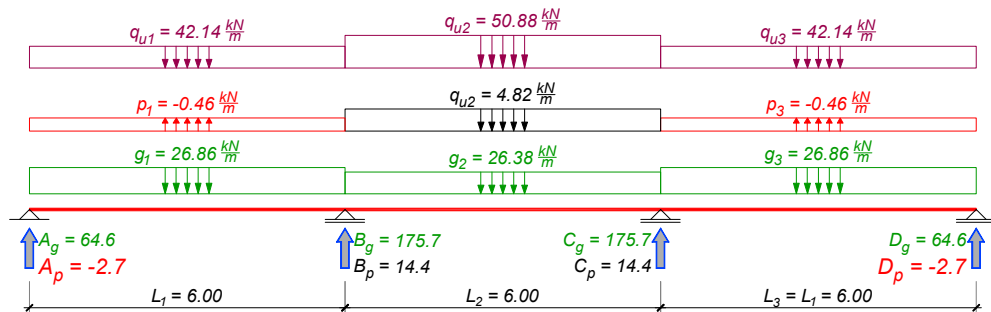 q_u1 = 42.14 kN/m
q_u2 = 50.88 kN/m
q_u3 = 42.14 kN/m
p_1 = -0.46 kN/m
q_u2 = 4.82 kN/m
p_3 = -0.46 kN/m
g_1 = 26.86 kN/m
g_2 = 26.38 kN/m
g_3 = 26.86 kN/m
A_g = 64.6
B_g = 175.7
C_g = 175.7
D_g = 64.6
A_p = -2.7
B_p = 14.4
C_p = 14.4
D_p = -2.7
L_1 = 6.00
L_2 = 6.00
L_3 = L_1 = 6.00